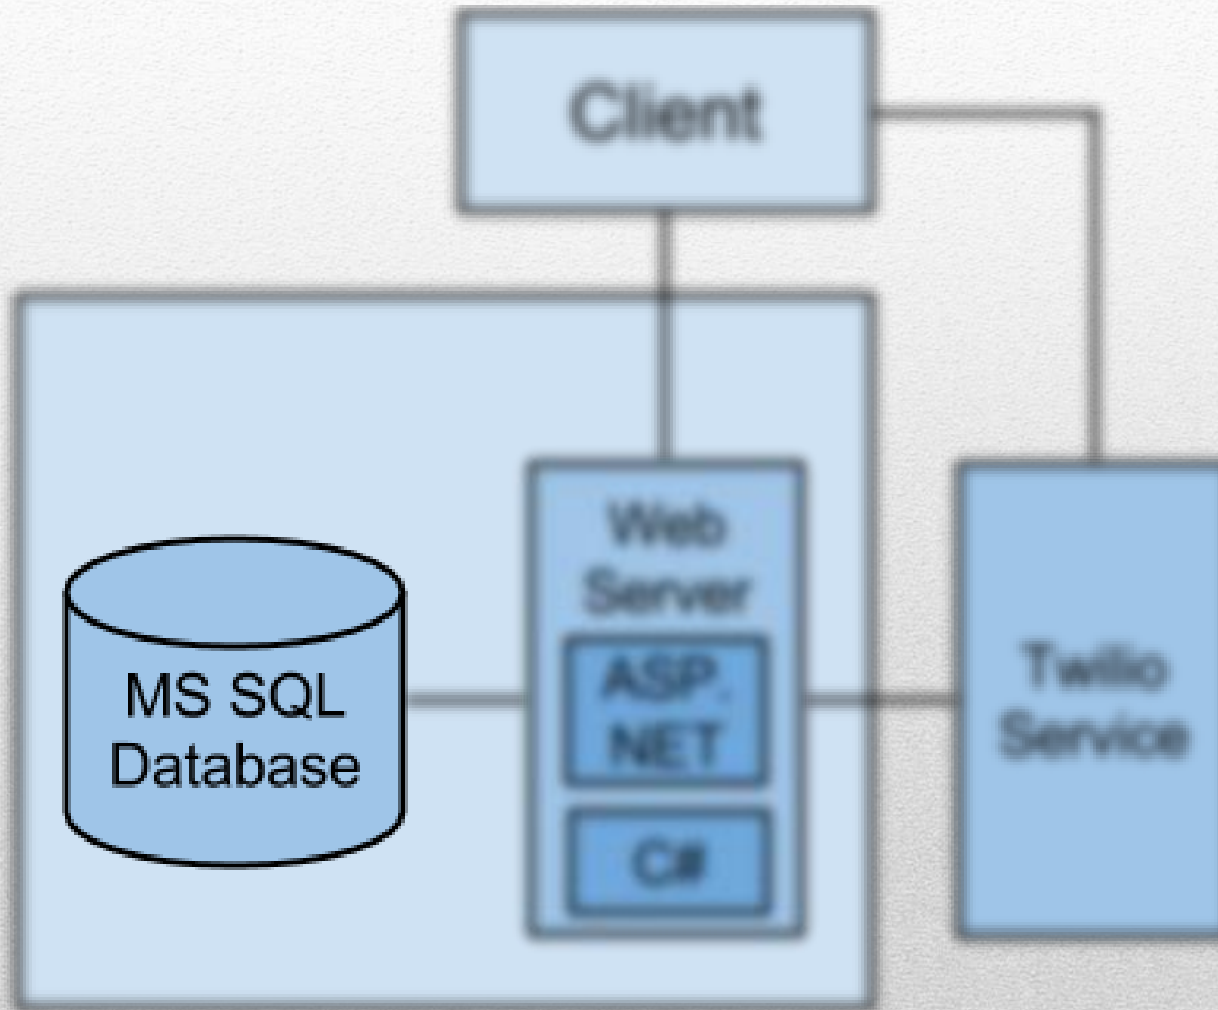 Client
Web
Server
ASP.
NET
C#
MS SQL
Database
Twilio
Service